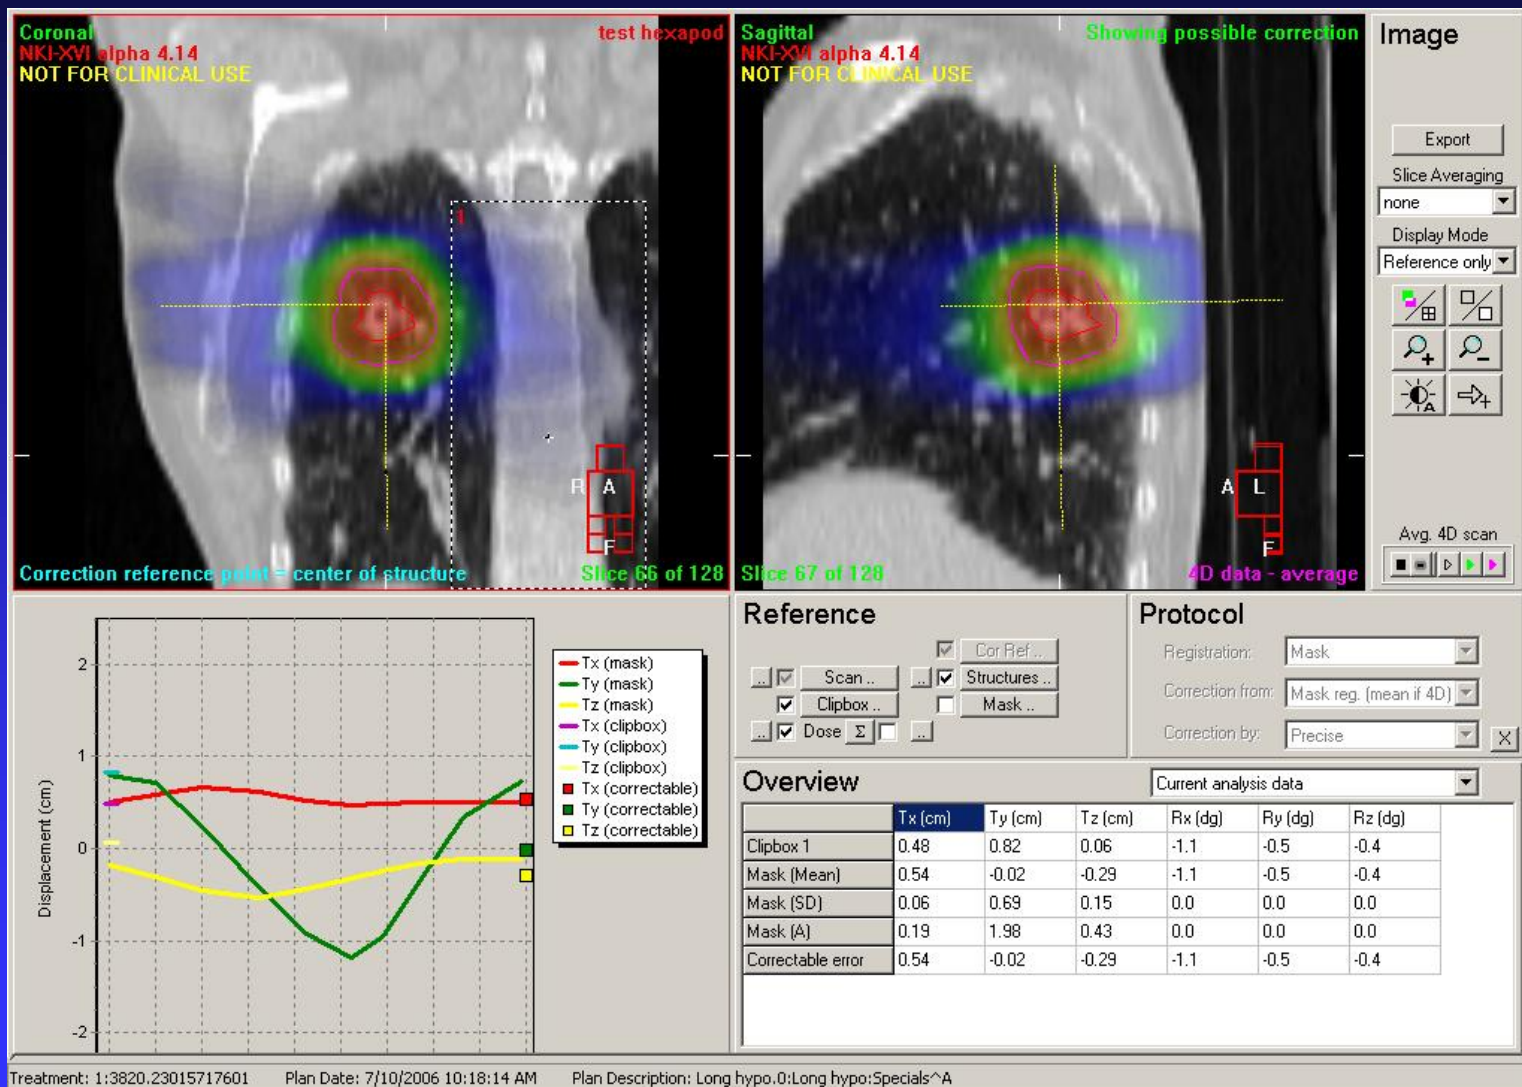 Coronal
test hexapod
NKI-XVI alpha 4.14
NOT FOR CLINICAL USE
1
R A
F
Correction reference point = center of structure
Slice 66 of 128
Sagittal
Showing possible correction
NKI-XVI alpha 4.14
NOT FOR CLINICAL USE
A L
F
Slice 67 of 128
4D data - average
Image
Export
Slice Averaging
none
Display Mode
Reference only
A
Avg. 4D scan
Displacement (cm)
2
1
0
-1
-2
Tx (mask)
Ty (mask)
Tz (mask)
Tx (clipbox)
Ty (clipbox)
Tz (clipbox)
Tx (correctable)
Ty (correctable)
Tz (correctable)
Reference
Cor Ref ..
.. Scan .. .. Structures ..
Clipbox .. Mask ..
.. Dose Σ ..
Protocol
Registration: Mask
Correction from: Mask reg. (mean if 4D)
Correction by: Precise X
Overview
Current analysis data
Tx (cm) Ty (cm) Tz (cm) Rx (dg) Ry (dg) Rz (dg)
Clipbox 1 0.48 0.82 0.06 -1.1 -0.5 -0.4
Mask (Mean) 0.54 -0.02 -0.29 -1.1 -0.5 -0.4
Mask (SD) 0.06 0.69 0.15 0.0 0.0 0.0
Mask (A) 0.19 1.98 0.43 0.0 0.0 0.0
Correctable error 0.54 -0.02 -0.29 -1.1 -0.5 -0.4
Treatment: 1:3820.23015717601 Plan Date: 7/10/2006 10:18:14 AM Plan Description: Long hypo.0:Long hypo:Specials^A